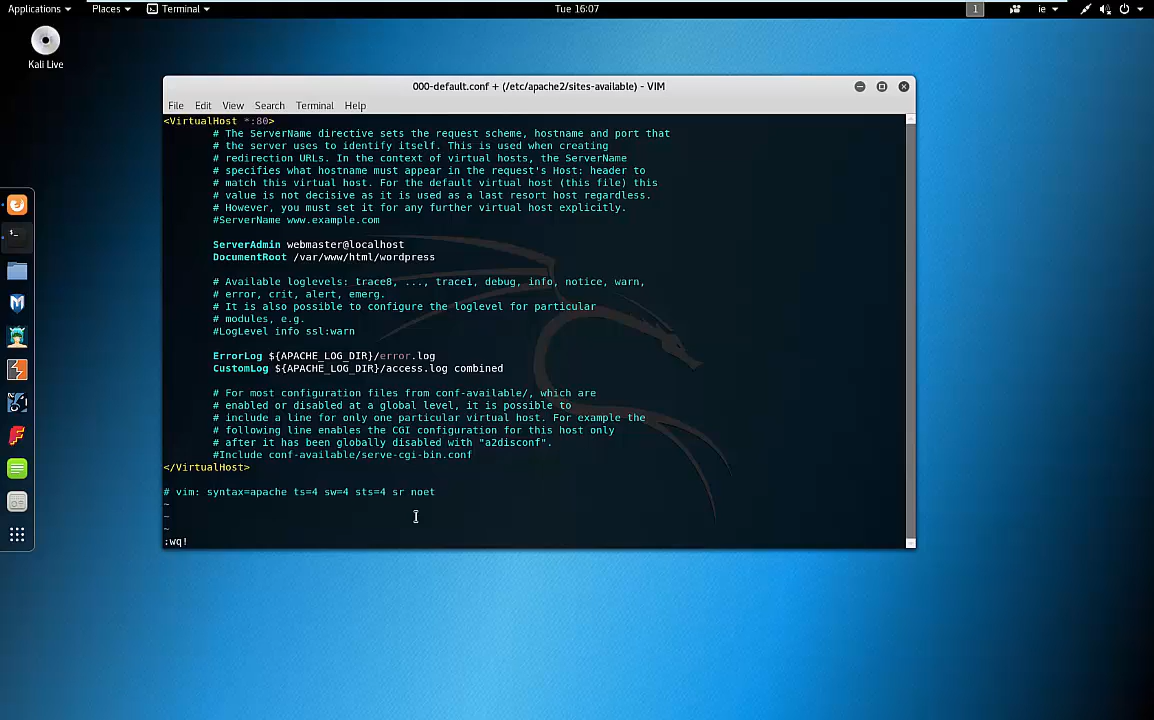 Applications Places Terminal Tue 16:07 1 ie
Kali Live
000-default.conf + (/etc/apache2/sites-available) - VIM
File Edit View Search Terminal Help
<VirtualHost *:80>
# The ServerName directive sets the request scheme, hostname and port that
# the server uses to identify itself. This is used when creating
# redirection URLs. In the context of virtual hosts, the ServerName
# specifies what hostname must appear in the request's Host: header to
# match this virtual host. For the default virtual host (this file) this
# value is not decisive as it is used as a last resort host regardless.
# However, you must set it for any further virtual host explicitly.
#ServerName www.example.com
ServerAdmin webmaster@localhost
DocumentRoot /var/www/html/wordpress
# Available loglevels: trace8, ..., trace1, debug, info, notice, warn,
# error, crit, alert, emerg.
# It is also possible to configure the loglevel for particular
# modules, e.g.
#LogLevel info ssl:warn
ErrorLog ${APACHE_LOG_DIR}/error.log
CustomLog ${APACHE_LOG_DIR}/access.log combined
# For most configuration files from conf-available/, which are
# enabled or disabled at a global level, it is possible to
# include a line for only one particular virtual host. For example the
# following line enables the CGI configuration for this host only
# after it has been globally disabled with "a2disconf".
#Include conf-available/serve-cgi-bin.conf
</VirtualHost>
# vim: syntax=apache ts=4 sw=4 sts=4 sr noet
~
~
~
:wq!